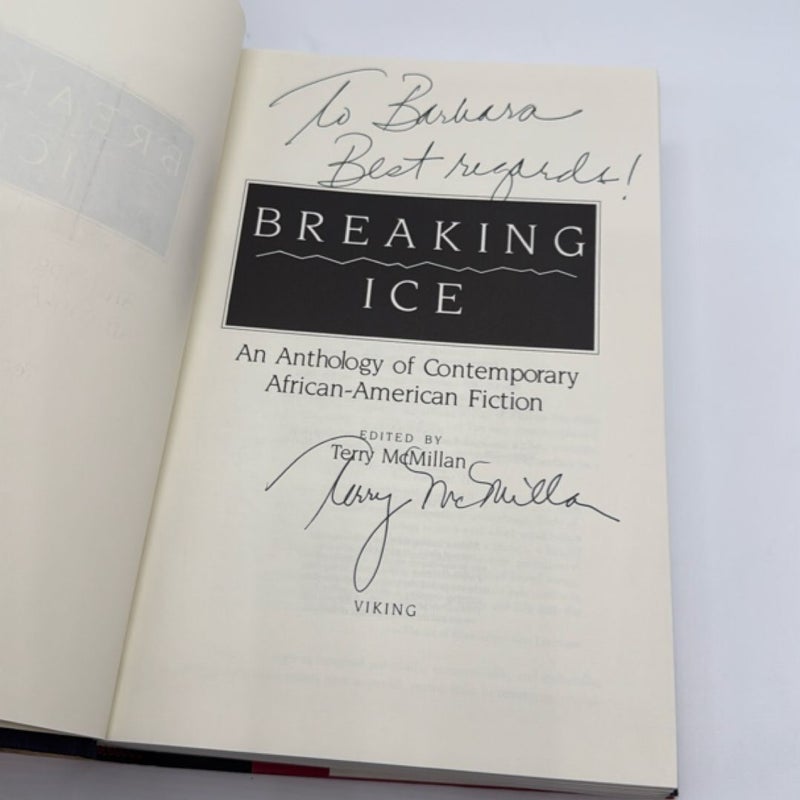 To Barbara
Best regards!
BREAKING
ICE
An Anthology of Contemporary
African-American Fiction
EDITED BY
Terry McMillan
Terry McMillan
VIKING